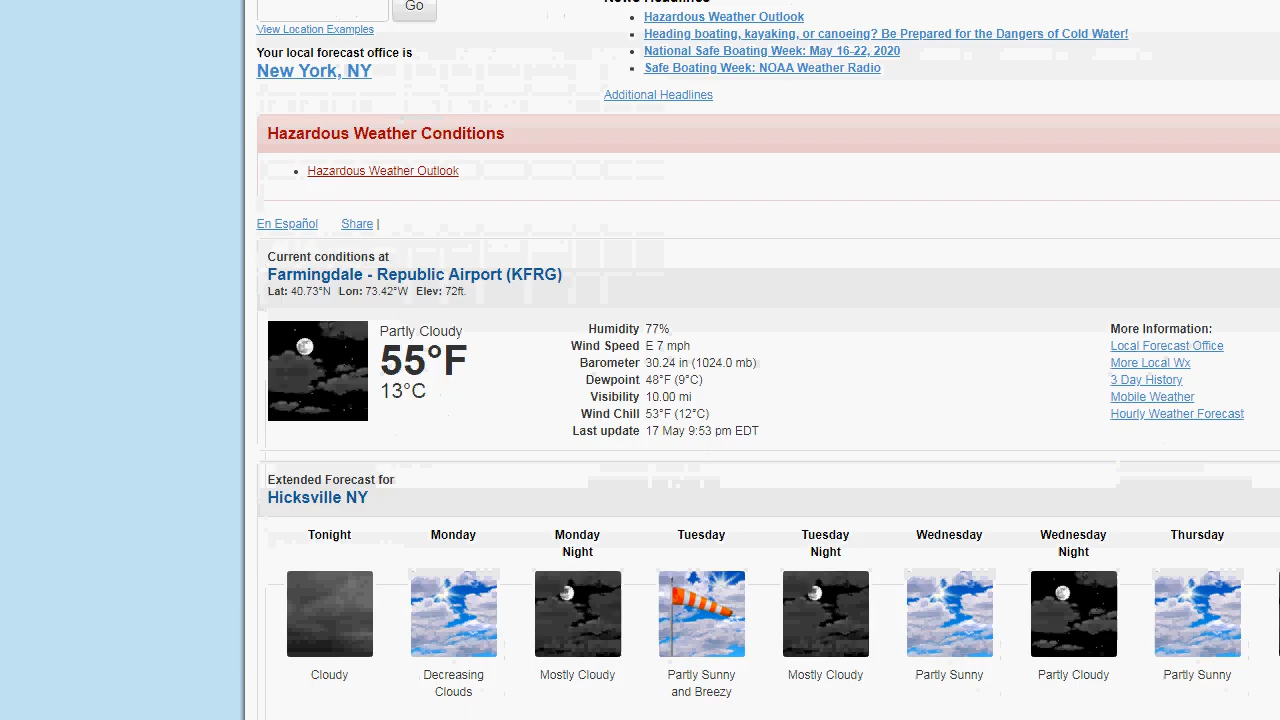 Go
View Location Examples
Your local forecast office is
New York, NY
News Headlines
Hazardous Weather Outlook
Heading boating, kayaking, or canoeing? Be Prepared for the Dangers of Cold Water!
National Safe Boating Week: May 16-22, 2020
Safe Boating Week: NOAA Weather Radio
Additional Headlines
Hazardous Weather Conditions
Hazardous Weather Outlook
En Español Share |
Current conditions at
Farmingdale - Republic Airport (KFRG)
Lat: 40.73°N Lon: 73.42°W Elev: 72ft.
Partly Cloudy
55°F
13°C
Humidity 77%
Wind Speed E 7 mph
Barometer 30.24 in (1024.0 mb)
Dewpoint 48°F (9°C)
Visibility 10.00 mi
Wind Chill 53°F (12°C)
Last update 17 May 9:53 pm EDT
More Information:
Local Forecast Office
More Local Wx
3 Day History
Mobile Weather
Hourly Weather Forecast
Extended Forecast for
Hicksville NY
Tonight
Cloudy
Monday
Decreasing
Clouds
Monday
Night
Mostly Cloudy
Tuesday
Partly Sunny
and Breezy
Tuesday
Night
Mostly Cloudy
Wednesday
Partly Sunny
Wednesday
Night
Partly Cloudy
Thursday
Partly Sunny